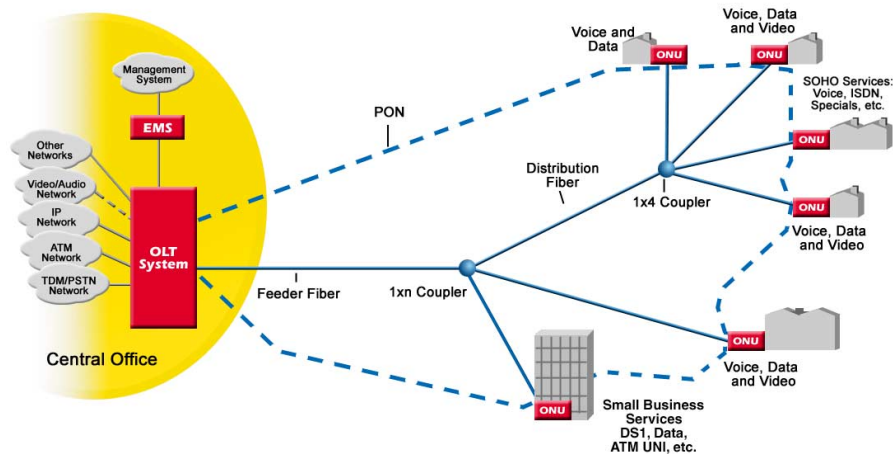 Management
System
EMS
Other
Networks
Video/Audio
Network
IP
Network
ATM
Network
TDM/PSTN
Network
OLT
System
Central Office
PON
Feeder Fiber
1xn Coupler
Distribution
Fiber
1x4 Coupler
Voice and
Data
ONU
Voice, Data
and Video
ONU
SOHO Services:
Voice, ISDN,
Specials, etc.
ONU
ONU
Voice, Data
and Video
ONU
Voice, Data
and Video
ONU
Small Business
Services
DS1, Data,
ATM UNI, etc.